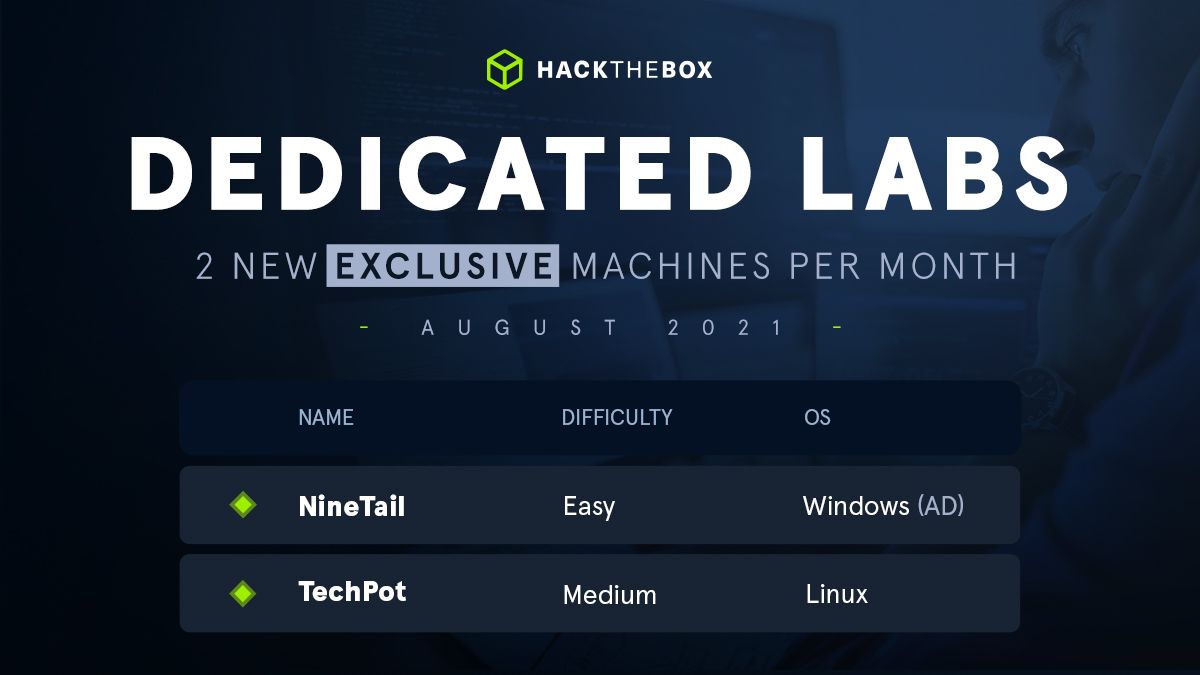 HACKTHEBOX
DEDICATED LABS
2 NEW EXCLUSIVE MACHINES PER MONTH
- AUGUST 2021 -
NAME DIFFICULTY OS
NineTail Easy Windows (AD)
TechPot Medium Linux